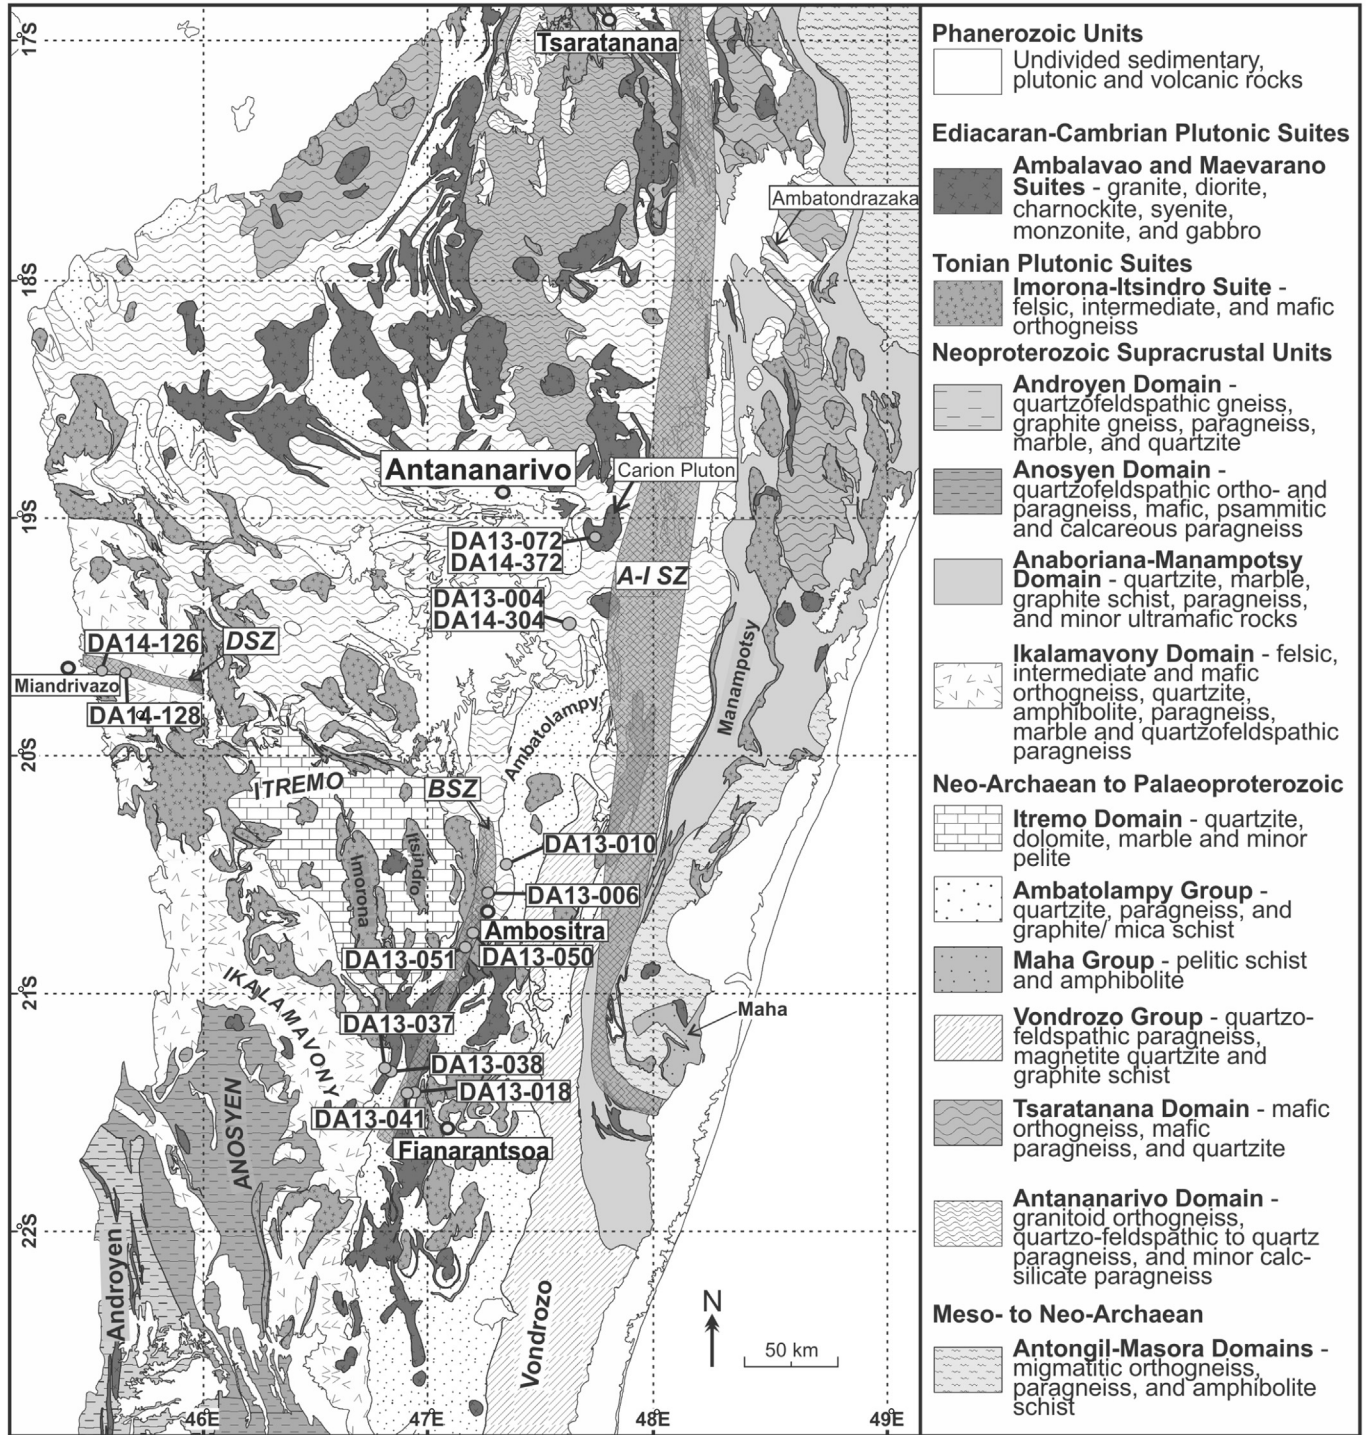 17°S
Tsaratanana
Ambatondrazaka
18S
Antananarivo
Carion Pluton
19S
DA13-072
DA14-372
A-I SZ
DA13-004
DA14-304
DA14-126
DSZ
Miandrivazo
DA14-128
Manampotsy
Ambatolampy
20S
ITREMO
BSZ
DA13-010
Itsindro
Imorona
DA13-006
Ambositra
DA13-051
DA13-050
21S
IKALAMAVONY
Maha
DA13-037
DA13-038
DA13-018
DA13-041
ANOSYEN
Fianarantsoa
22S
Androyen
Vondrozo
N
50 km
46E
47E
48E
49E
Phanerozoic Units
Undivided sedimentary,
plutonic and volcanic rocks
Ediacaran-Cambrian Plutonic Suites
Ambalavao and Maevarano
Suites - granite, diorite,
charnockite, syenite,
monzonite, and gabbro
Tonian Plutonic Suites
Imorona-Itsindro Suite -
felsic, intermediate, and mafic
orthogneiss
Neoproterozoic Supracrustal Units
Androyen Domain -
quartzofeldspathic gneiss,
graphite gneiss, paragneiss,
marble, and quartzite
Anosyen Domain -
quartzofeldspathic ortho- and
paragneiss, mafic, psammitic
and calcareous paragneiss
Anaboriana-Manampotsy
Domain - quartzite, marble,
graphite schist, paragneiss,
and minor ultramafic rocks
Ikalamavony Domain - felsic,
intermediate and mafic
orthogneiss, quartzite,
amphibolite, paragneiss,
marble and quartzofeldspathic
paragneiss
Neo-Archaean to Palaeoproterozoic
Itremo Domain - quartzite,
dolomite, marble and minor
pelite
Ambatolampy Group -
quartzite, paragneiss, and
graphite/ mica schist
Maha Group - pelitic schist
and amphibolite
Vondrozo Group - quartzo-
feldspathic paragneiss,
magnetite quartzite and
graphite schist
Tsaratanana Domain - mafic
orthogneiss, mafic
paragneiss, and quartzite
Antananarivo Domain -
granitoid orthogneiss,
quartzo-feldspathic to quartz
paragneiss, and minor calc-
silicate paragneiss
Meso- to Neo-Archaean
Antongil-Masora Domains -
migmatitic orthogneiss,
paragneiss, and amphibolite
schist